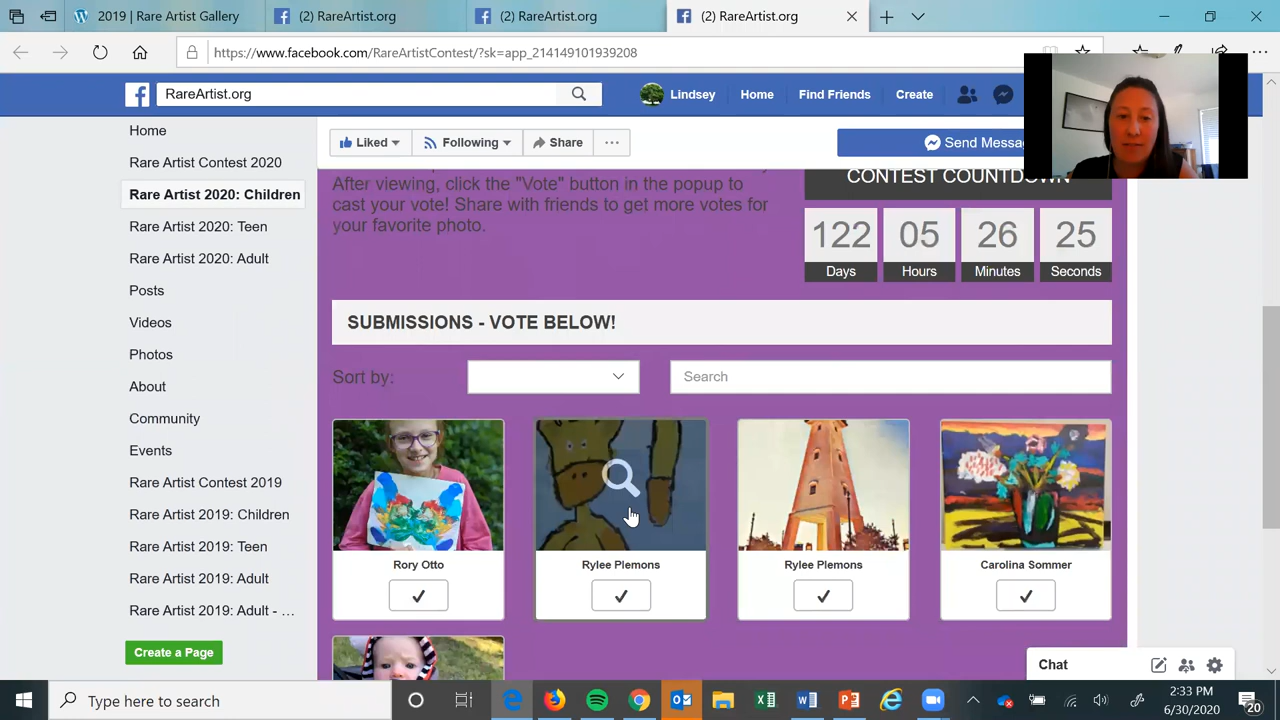 2019 | Rare Artist Gallery
(2) RareArtist.org
(2) RareArtist.org
(2) RareArtist.org
https://www.facebook.com/RareArtistContest/?sk=app_214149101939208
RareArtist.org
Lindsey
Home
Find Friends
Create
Home
Rare Artist Contest 2020
Rare Artist 2020: Children
Rare Artist 2020: Teen
Rare Artist 2020: Adult
Posts
Videos
Photos
About
Community
Events
Rare Artist Contest 2019
Rare Artist 2019: Children
Rare Artist 2019: Teen
Rare Artist 2019: Adult
Rare Artist 2019: Adult - ...
Create a Page
Liked
Following
Share
Send Messa
After viewing, click the "Vote" button in the popup to
cast your vote! Share with friends to get more votes for
your favorite photo.
CONTEST COUNTDOWN
122 05 26 25
Days Hours Minutes Seconds
SUBMISSIONS - VOTE BELOW!
Sort by:
Search
Rory Otto
Rylee Plemons
Rylee Plemons
Carolina Sommer
Chat
Type here to search
2:33 PM
6/30/2020
20